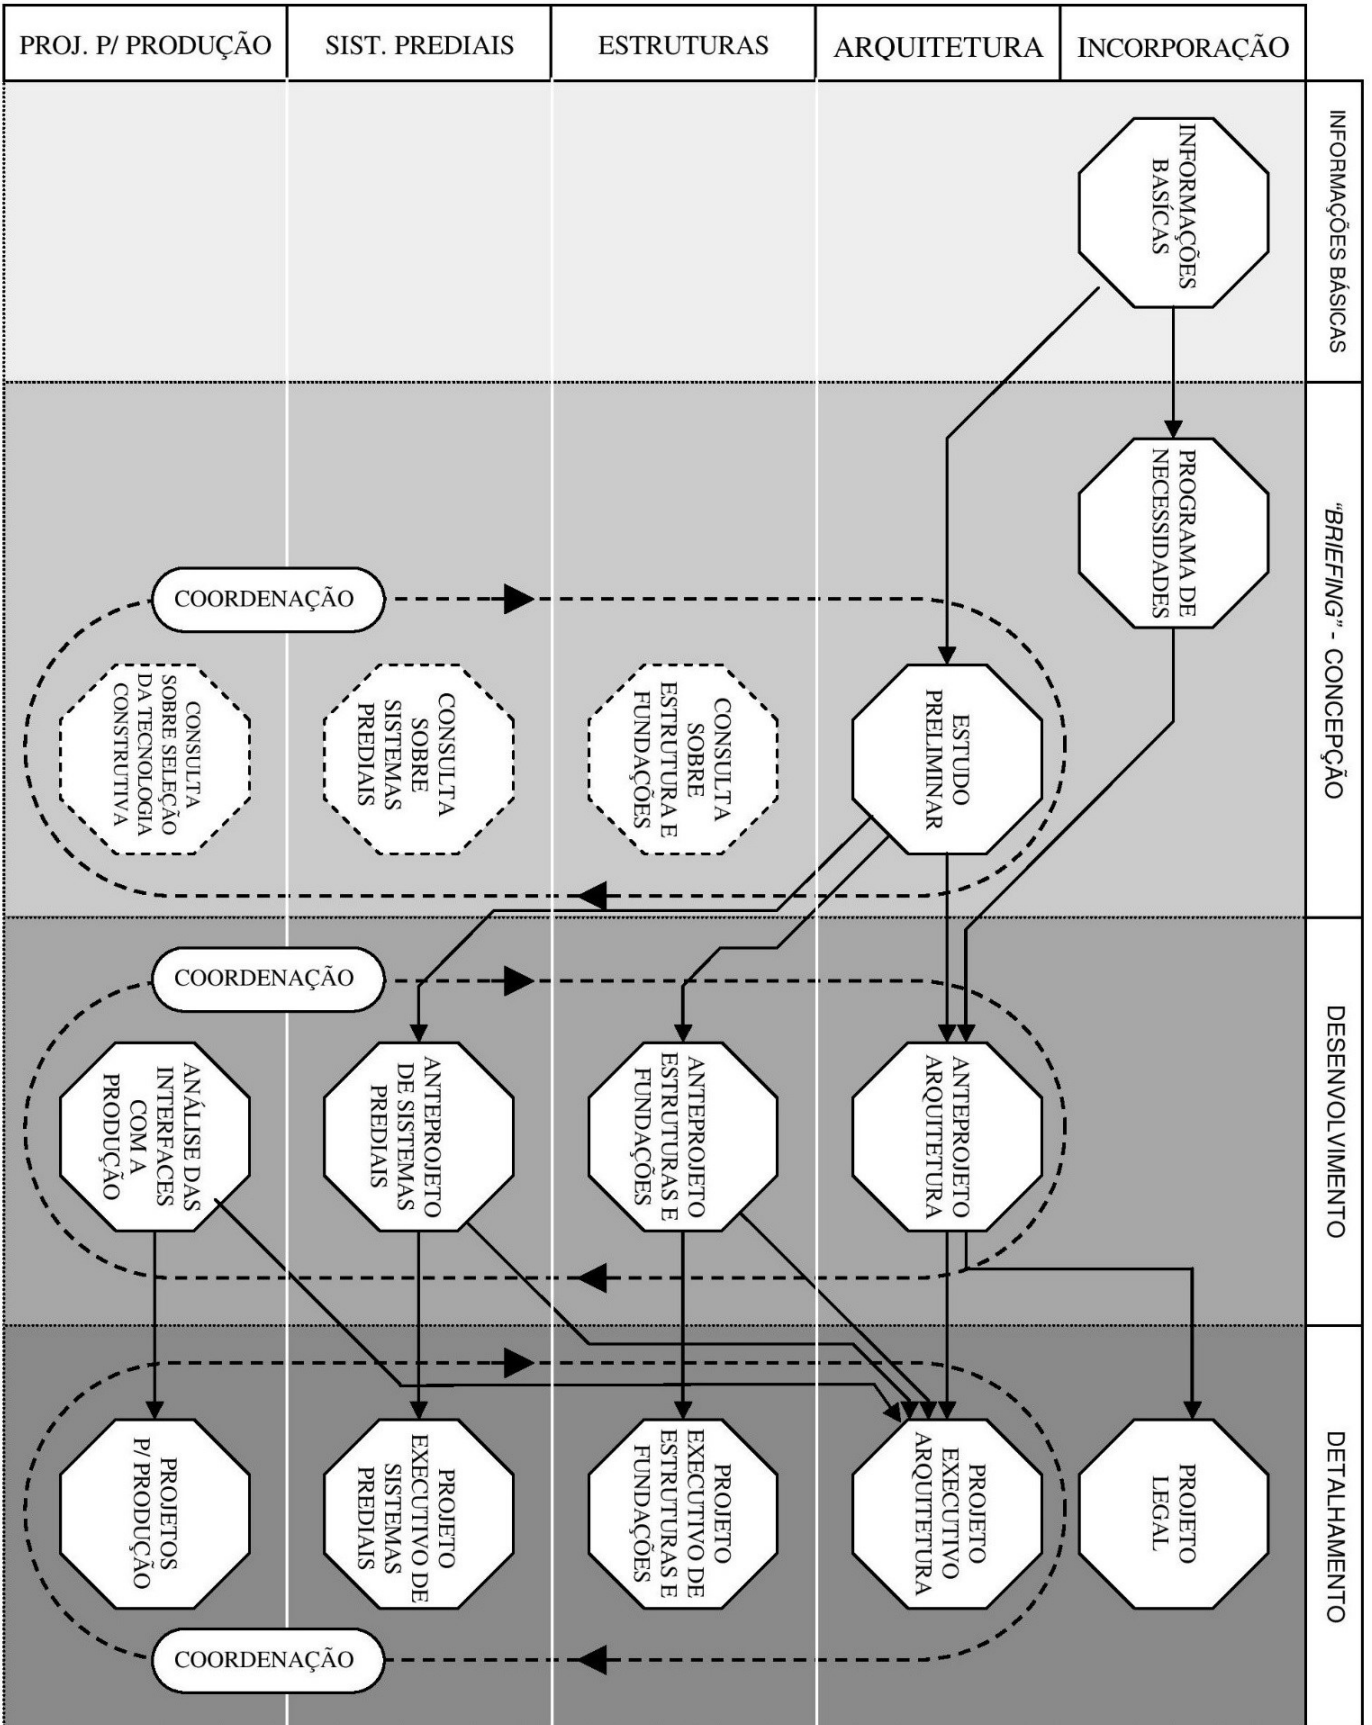 PROJ. P/ PRODUÇÃO
SIST. PREDIAIS
ESTRUTURAS
ARQUITETURA
INCORPORAÇÃO
INFORMAÇÕES BÁSICAS
INFORMAÇÕES
BASÍCAS
"BRIEFING" - CONCEPÇÃO
PROGRAMA DE
NECESSIDADES
COORDENAÇÃO
ESTUDO
PRELIMINAR
CONSULTA
SOBRE
ESTRUTURA E
FUNDAÇÕES
CONSULTA
SOBRE
SISTEMAS
PREDIAIS
CONSULTA
SOBRE SELEÇÃO
DA TECNOLOGIA
CONSTRUTIVA
DESENVOLVIMENTO
COORDENAÇÃO
ANTEPROJETO
ARQUITETURA
ANTEPROJETO
ESTRUTURAS E
FUNDAÇÕES
ANTEPROJETO
DE SISTEMAS
PREDIAIS
ANÁLISE DAS
INTERFACES
COM A
PRODUÇÃO
DETALHAMENTO
PROJETO
LEGAL
PROJETO
EXECUTIVO
ARQUITETURA
PROJETO
EXECUTIVO DE
ESTRUTURAS E
FUNDAÇÕES
PROJETO
EXECUTIVO DE
SISTEMAS
PREDIAIS
PROJETOS
P/ PRODUÇÃO
COORDENAÇÃO